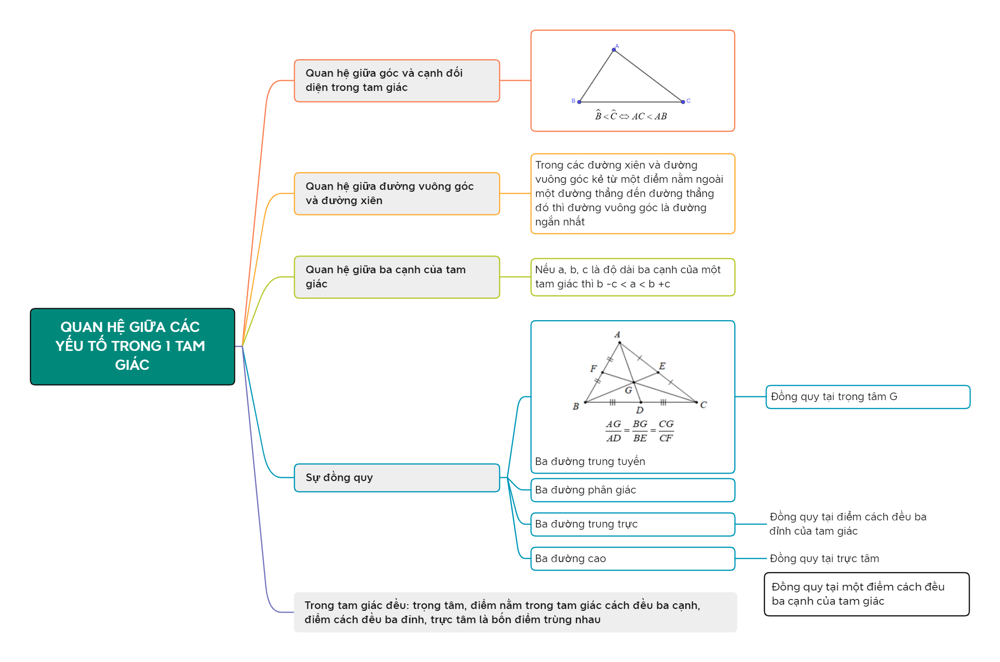 QUAN HỆ GIỮA CÁC
YẾU TỐ TRONG 1 TAM
GIÁC
Quan hệ giữa góc và cạnh đối
diện trong tam giác
A
B
C
B̂ < Ĉ ⇔ AC < AB
Quan hệ giữa đường vuông góc
và đường xiên
Trong các đường xiên và đường
vuông góc kẻ từ một điểm nằm ngoài
một đường thẳng đến đường thẳng
đó thì đường vuông góc là đường
ngắn nhất
Quan hệ giữa ba cạnh của tam
giác
Nếu a, b, c là độ dài ba cạnh của một
tam giác thì b -c < a < b +c
Sự đồng quy
A
F
E
G
B
D
C
AG/AD = BG/BE = CG/CF
Ba đường trung tuyến
Đồng quy tại trọng tâm G
Ba đường phân giác
Ba đường trung trực
Đồng quy tại điểm cách đều ba
đỉnh của tam giác
Ba đường cao
Đồng quy tại trực tâm
Đồng quy tại một điểm cách đều
ba cạnh của tam giác
Trong tam giác đều: trọng tâm, điểm nằm trong tam giác cách đều ba cạnh,
điểm cách đều ba đỉnh, trực tâm là bốn điểm trùng nhau